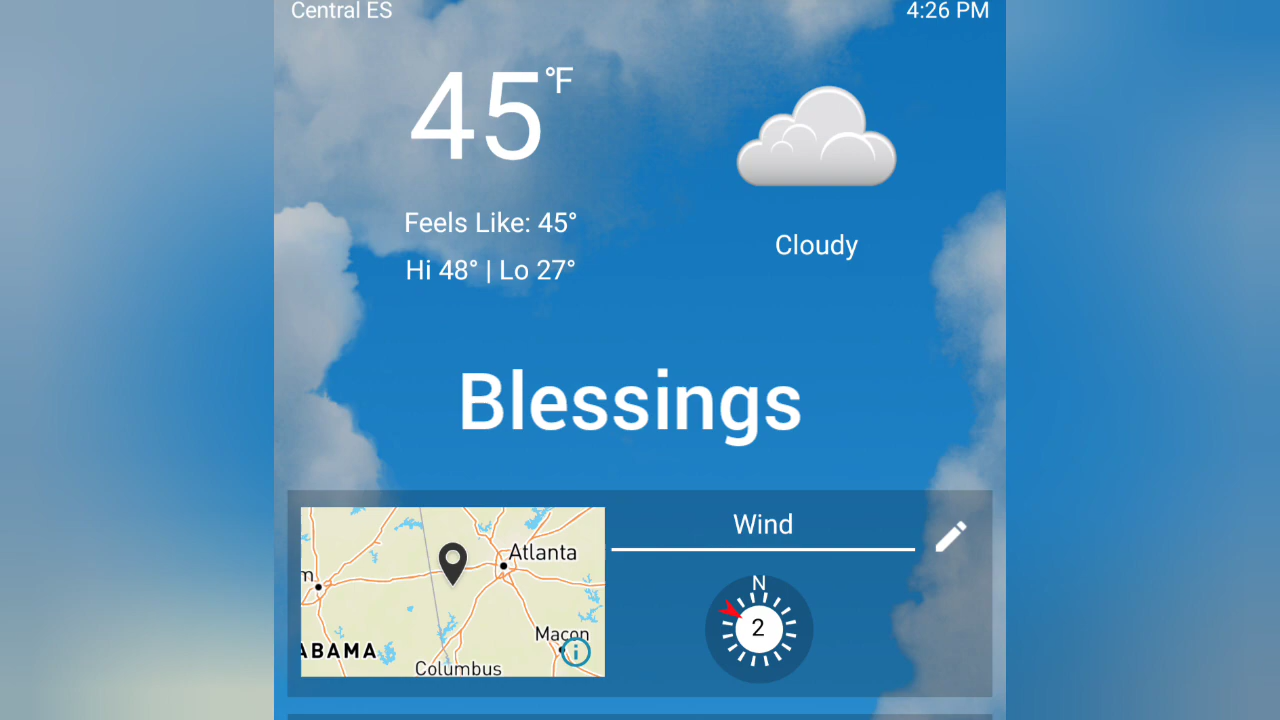 Central ES
4:26 PM
45°F
Feels Like: 45°
Hi 48° | Lo 27°
Cloudy
Blessings
Wind
N
2
Atlanta
m
Macon
ABAMA
Columbus